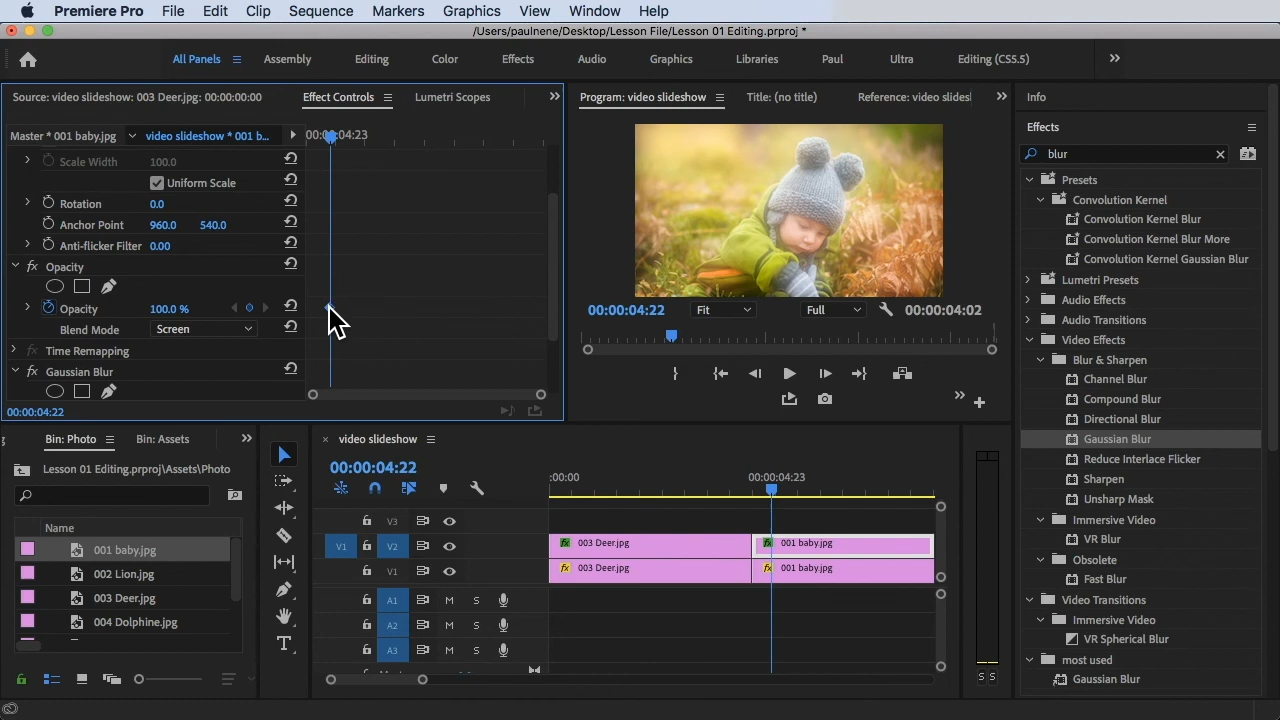 Premiere Pro File Edit Clip Sequence Markers Graphics View Window Help
/Users/paulnene/Desktop/Lesson File/Lesson 01 Editing.prproj *
All Panels Assembly Editing Color Effects Audio Graphics Libraries Paul Ultra Editing (CS5.5)
Source: video slideshow: 003 Deer.jpg: 00:00:00:00
Effect Controls
Lumetri Scopes
Master * 001 baby.jpg
video slideshow * 001 b...
00:00:04:23
Scale Width 100.0
Uniform Scale
Rotation 0.0
Anchor Point 960.0 540.0
Anti-flicker Filter 0.00
fx Opacity
Opacity 100.0 %
Blend Mode Screen
fx Time Remapping
fx Gaussian Blur
00:00:04:22
Program: video slideshow
Title: (no title)
Reference: video slides
00:00:04:22 Fit Full 00:00:04:02
Info
Effects
blur
Presets
Convolution Kernel
Convolution Kernel Blur
Convolution Kernel Blur More
Convolution Kernel Gaussian Blur
Lumetri Presets
Audio Effects
Audio Transitions
Video Effects
Blur & Sharpen
Channel Blur
Compound Blur
Directional Blur
Gaussian Blur
Reduce Interlace Flicker
Sharpen
Unsharp Mask
Immersive Video
VR Blur
Obsolete
Fast Blur
Video Transitions
Immersive Video
VR Spherical Blur
most used
Gaussian Blur
Bin: Photo
Bin: Assets
Lesson 01 Editing.prproj\Assets\Photo
Name
001 baby.jpg
002 Lion.jpg
003 Deer.jpg
004 Dolphine.jpg
× video slideshow
00:00:04:22
:00:00 00:00:04:23
V3
V1 V2 fx 003 Deer.jpg fx 001 baby.jpg
V1 fx 003 Deer.jpg fx 001 baby.jpg
A1 M S
A2 M S
A3 M S
S S